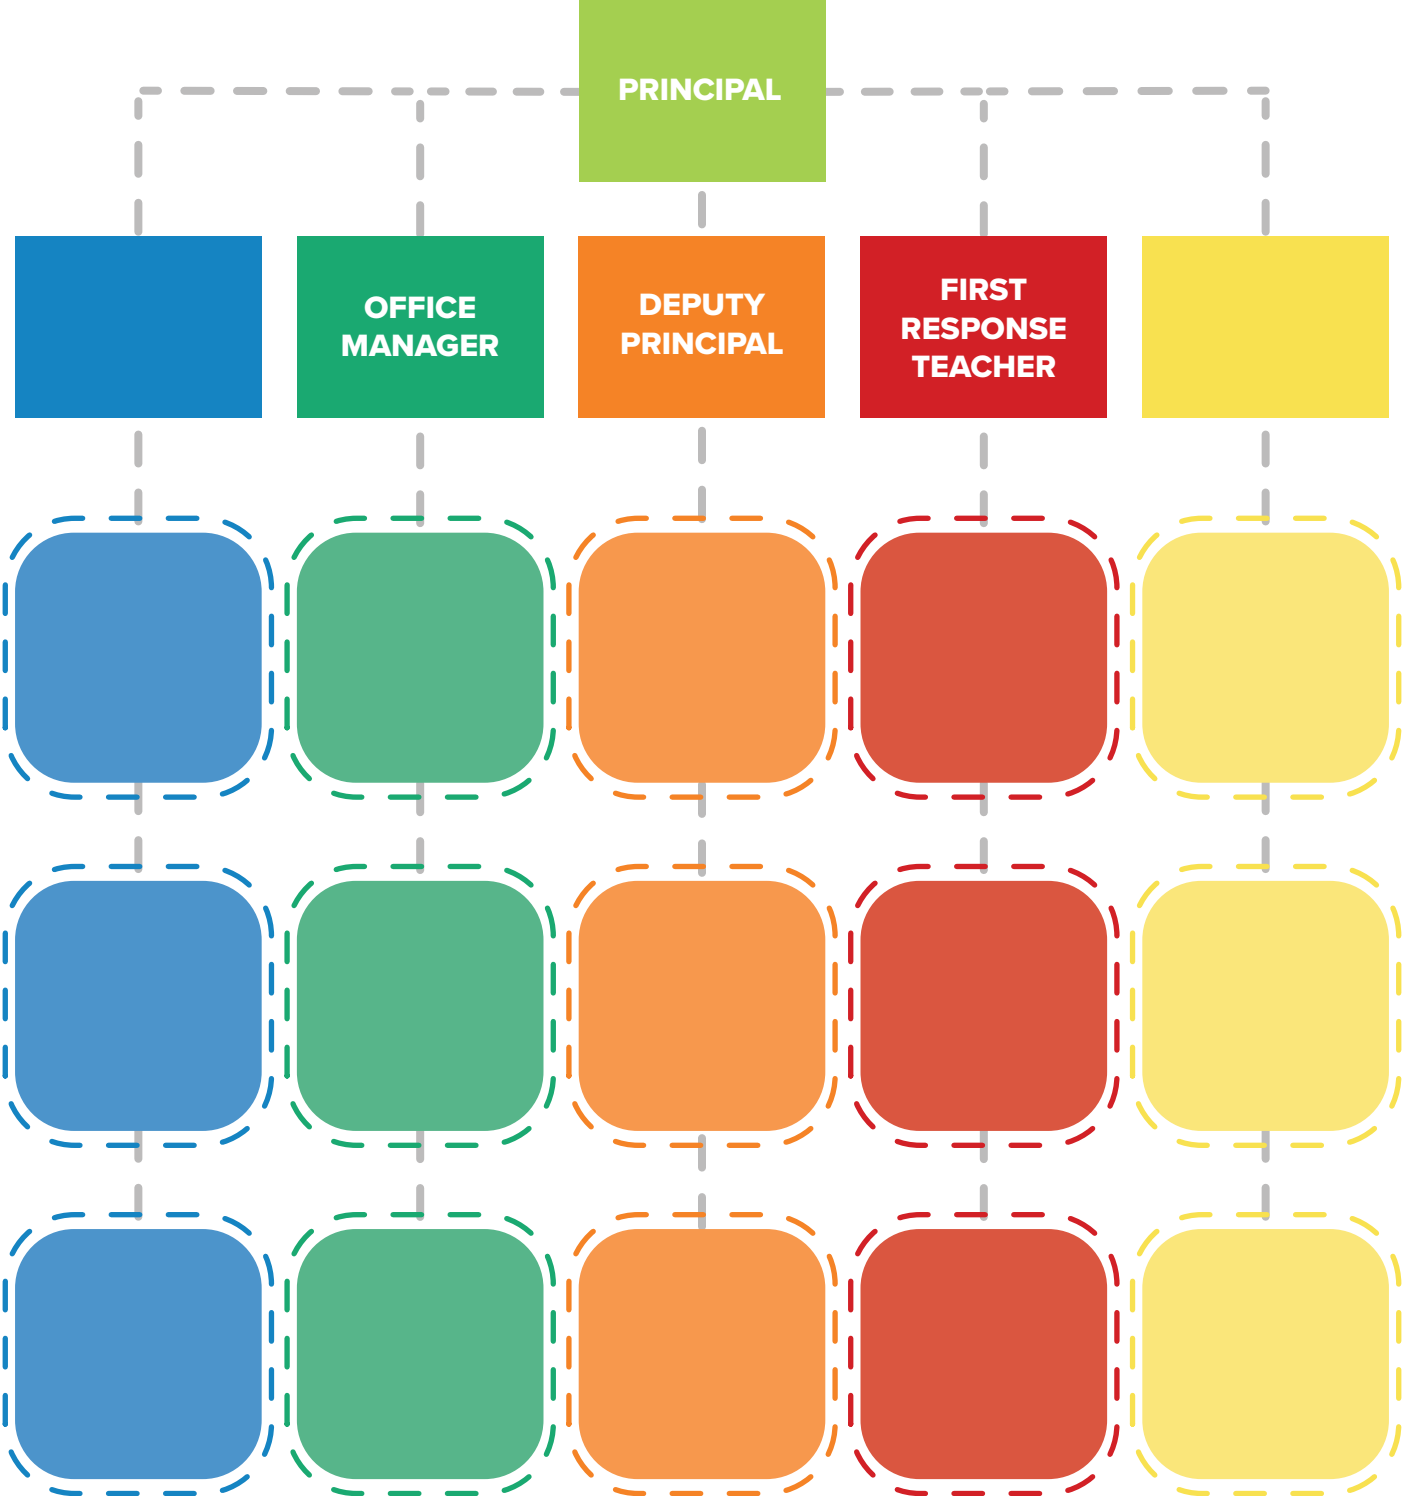 PRINCIPAL
OFFICE
MANAGER
DEPUTY
PRINCIPAL
FIRST
RESPONSE
TEACHER